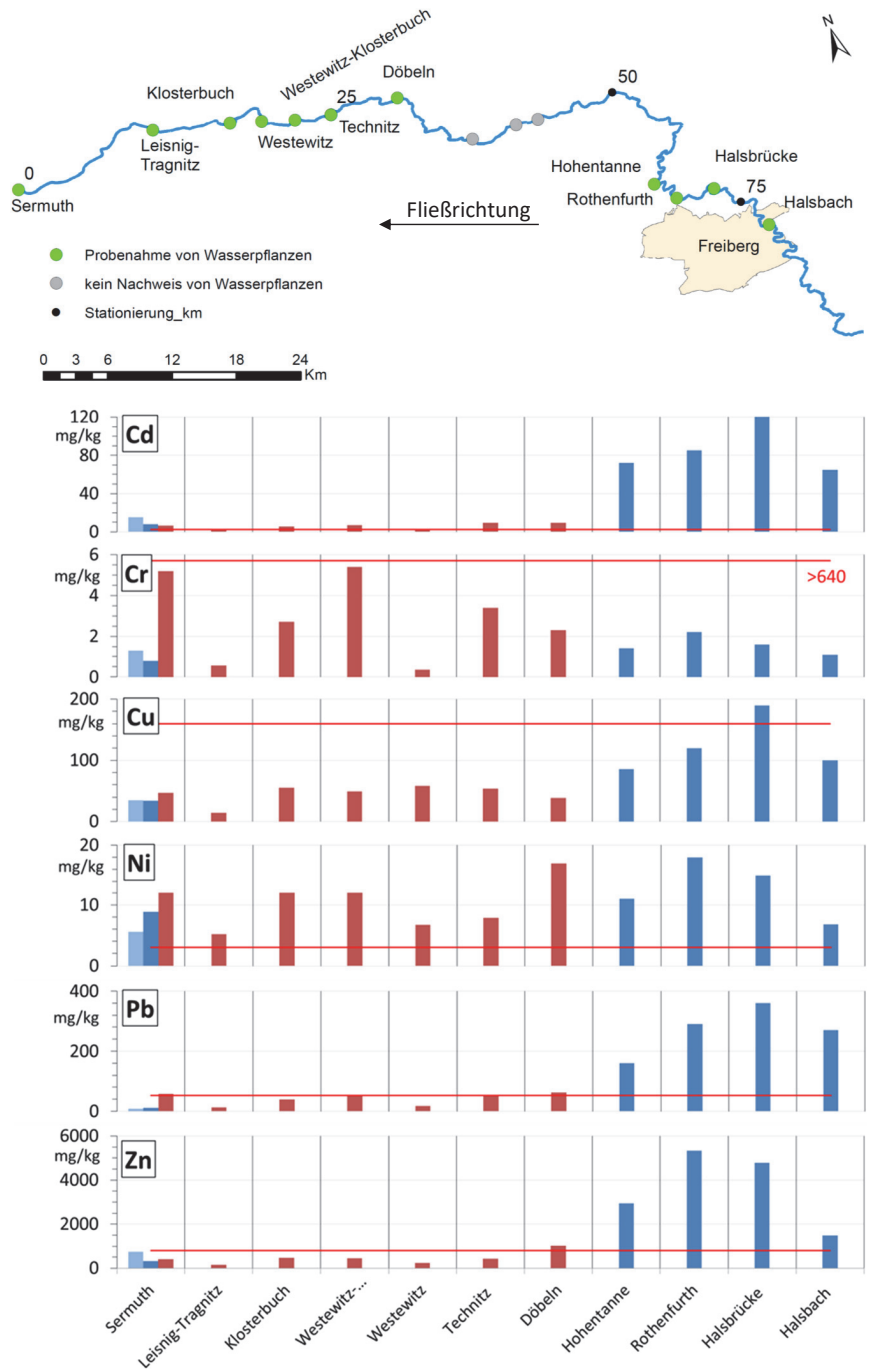 N
Westewitz-Klosterbuch
Döbeln
50
Klosterbuch
25
Leisnig-
Tragnitz
Westewitz
Technitz
0
Sermuth
Hohentanne
Halsbrücke
Rothenfurth
75
Halsbach
Fließrichtung
Freiberg
Probenahme von Wasserpflanzen
kein Nachweis von Wasserpflanzen
Stationierung_km
0 3 6 12 18 24
Km
120
mg/kg
Cd
80
40
0
6
mg/kg
Cr
>640
4
2
0
200
mg/kg
Cu
100
0
20
mg/kg
Ni
10
0
400
mg/kg
Pb
200
0
6000
mg/kg
Zn
4000
2000
0
Sermuth
Leisnig-Tragnitz
Klosterbuch
Westewitz-...
Westewitz
Technitz
Döbeln
Hohentanne
Rothenfurth
Halsbrücke
Halsbach